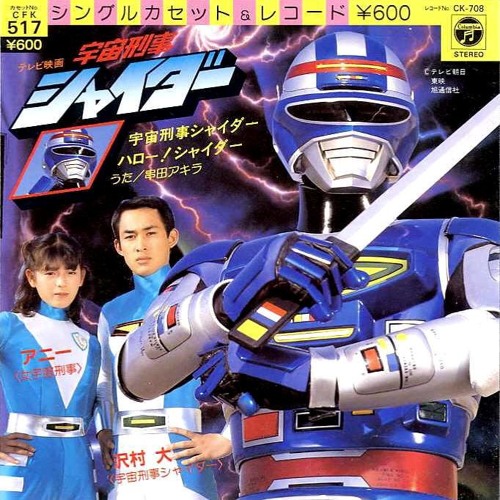 カセットNo.
CFK
517
¥600
シングルカセット&レコード ¥600
レコードNo. CK-708
Columbia
STEREO
テレビ映画
宇宙刑事
シャイダー
宇宙刑事シャイダー
ハロー!シャイダー
うた/串田アキラ
テレビ朝日
東映
旭通信社
アニー
〈女宇宙刑事〉
沢村 大
〈宇宙刑事シャイダー〉